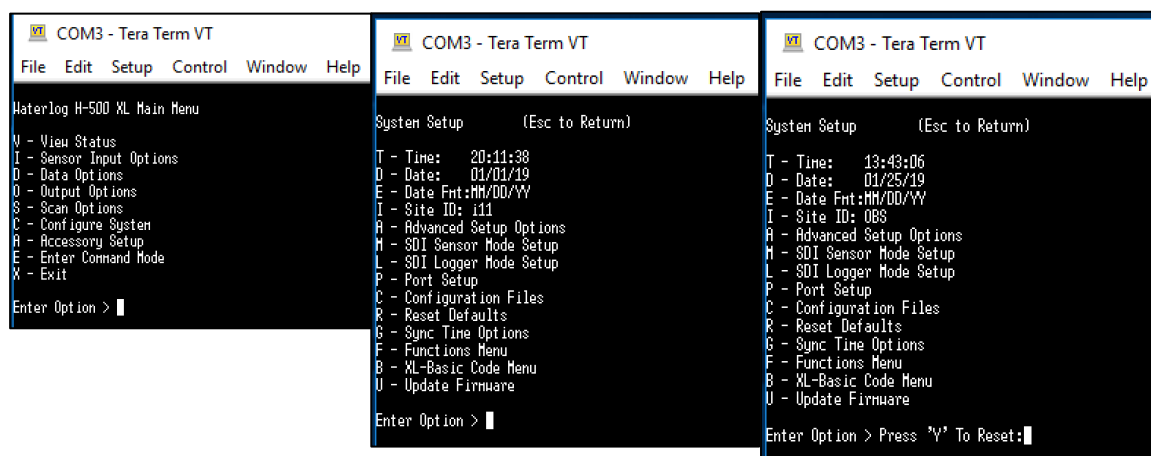 COM3 - Tera Term VT
File Edit Setup Control Window Help
Waterlog H-500 XL Main Menu
V - View Status
I - Sensor Input Options
D - Data Options
O - Output Options
S - Scan Options
C - Configure System
A - Accessory Setup
E - Enter Command Mode
X - Exit
Enter Option >
COM3 - Tera Term VT
File Edit Setup Control Window Help
System Setup (Esc to Return)
T - Time: 20:11:38
D - Date: 01/01/19
E - Date Fmt:MM/DD/YY
I - Site ID: i11
A - Advanced Setup Options
M - SDI Sensor Mode Setup
L - SDI Logger Mode Setup
P - Port Setup
C - Configuration Files
R - Reset Defaults
G - Sync Time Options
F - Functions Menu
B - XL-Basic Code Menu
U - Update Firmware
Enter Option >
COM3 - Tera Term VT
File Edit Setup Control Window Help
System Setup (Esc to Return)
T - Time: 13:43:06
D - Date: 01/25/19
E - Date Fmt:MM/DD/YY
I - Site ID: OBS
A - Advanced Setup Options
M - SDI Sensor Mode Setup
L - SDI Logger Mode Setup
P - Port Setup
C - Configuration Files
R - Reset Defaults
G - Sync Time Options
F - Functions Menu
B - XL-Basic Code Menu
U - Update Firmware
Enter Option > Press 'Y' To Reset: